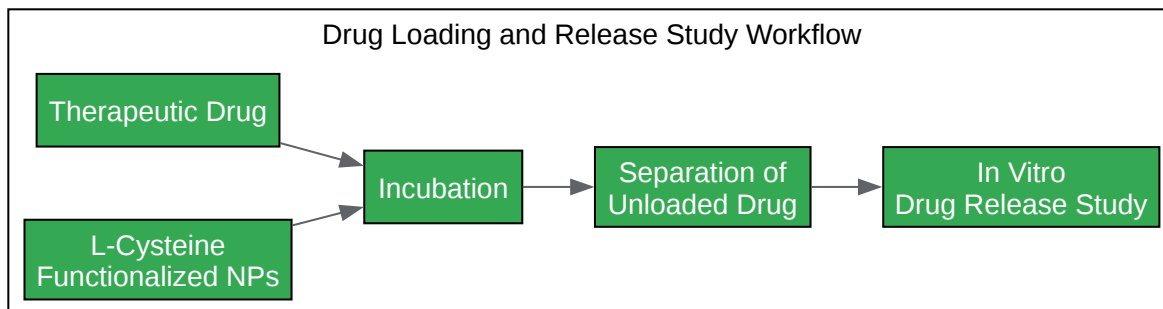 Drug Loading and Release Study Workflow
Therapeutic Drug
L-Cysteine
Functionalized NPs
Incubation
Separation of
Unloaded Drug
In Vitro
Drug Release Study